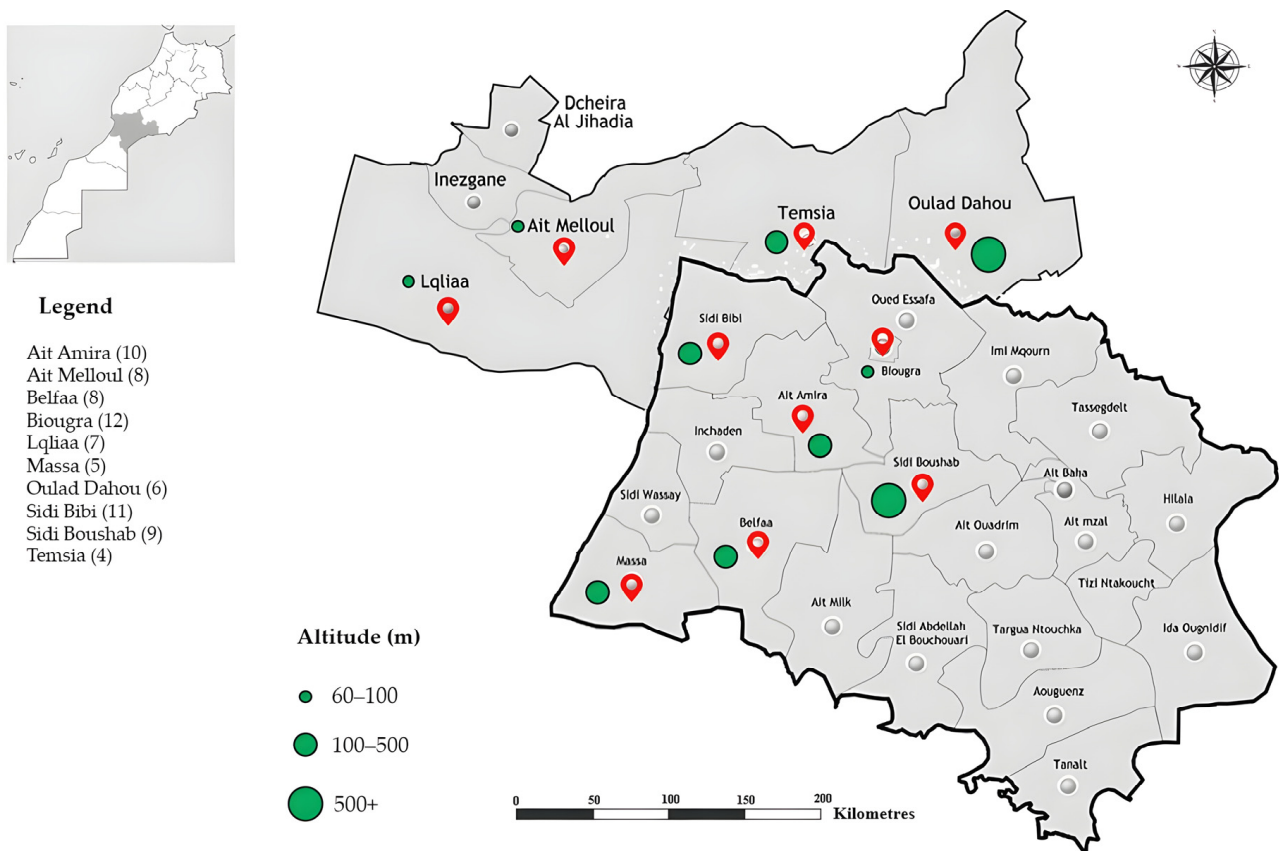 Dcheira
Al Jihadia
Inezgane
Ait Melloul
Temsia
Oulad Dahou
Lqliaa
Legend
Ait Amira (10)
Ait Melloul (8)
Belfaa (8)
Biougra (12)
Lqliaa (7)
Massa (5)
Oulad Dahou (6)
Sidi Bibi (11)
Sidi Boushab (9)
Temsia (4)
Oued Essafa
Sidi Bibi
Imi Mqourn
Biougra
Ait Amira
Tassegdelt
Inchaden
Sidi Boushab
Ait Baha
Sidi Wassay
Hilala
Belfaa
Ait Ouadrim
Ait mzal
Massa
Tizi Ntakoucht
Ait Milk
Sidi Abdellah
El Bouchouari
Targua Ntouchka
Ida Ougnidif
Aouguenz
Tanalt
Altitude (m)
60–100
100–500
500+
0 50 100 150 200
Kilometres